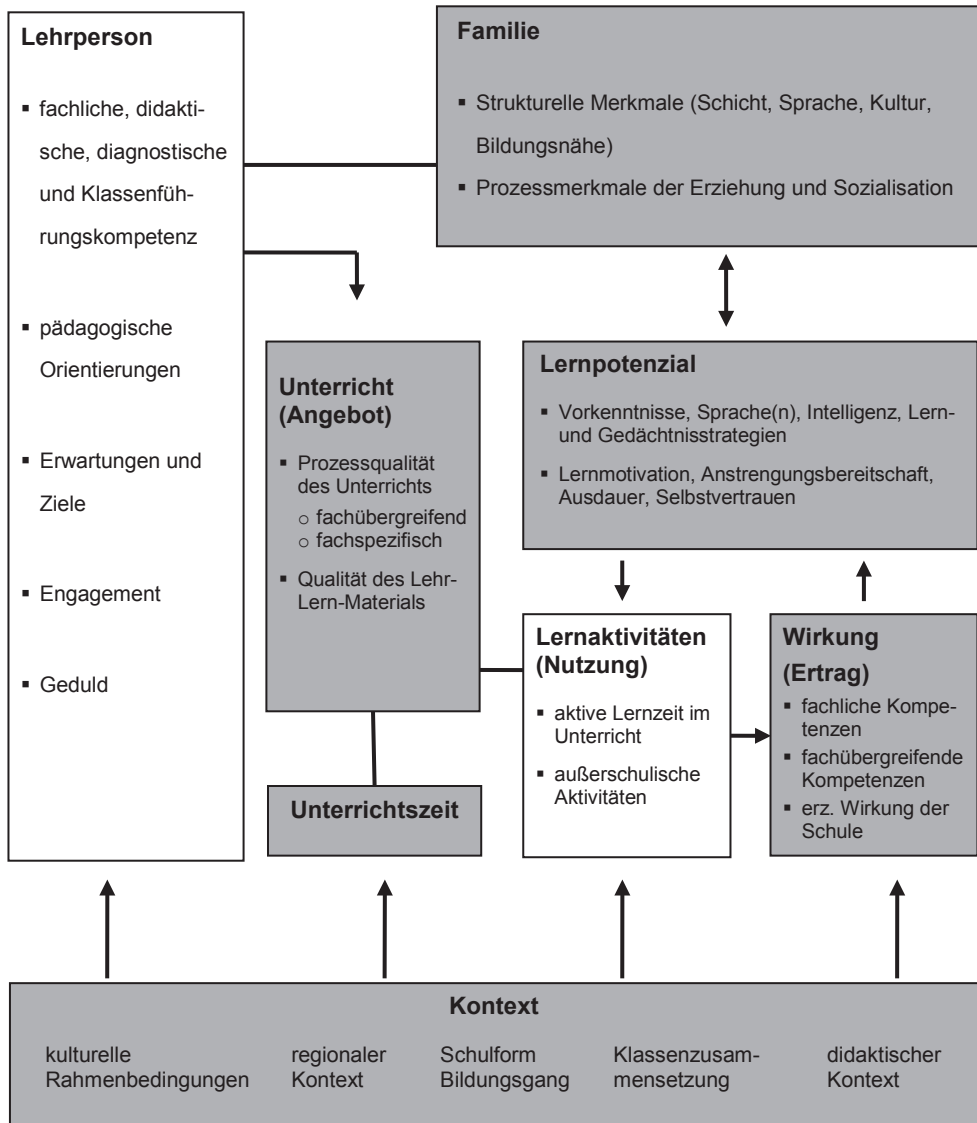 Lehrperson
▪ fachliche, didakti-
sche, diagnostische
und Klassenfüh-
rungskompetenz
▪ pädagogische
Orientierungen
▪ Erwartungen und
Ziele
▪ Engagement
▪ Geduld
Familie
▪ Strukturelle Merkmale (Schicht, Sprache, Kultur,
Bildungsnähe)
▪ Prozessmerkmale der Erziehung und Sozialisation
Unterricht
(Angebot)
▪ Prozessqualität
des Unterrichts
○ fachübergreifend
○ fachspezifisch
▪ Qualität des Lehr-
Lern-Materials
Unterrichtszeit
Lernpotenzial
▪ Vorkenntnisse, Sprache(n), Intelligenz, Lern-
und Gedächtnisstrategien
▪ Lernmotivation, Anstrengungsbereitschaft,
Ausdauer, Selbstvertrauen
Lernaktivitäten
(Nutzung)
▪ aktive Lernzeit im
Unterricht
▪ außerschulische
Aktivitäten
Wirkung
(Ertrag)
▪ fachliche Kompe-
tenzen
▪ fachübergreifende
Kompetenzen
▪ erz. Wirkung der
Schule
Kontext
kulturelle
Rahmenbedingungen
regionaler
Kontext
Schulform
Bildungsgang
Klassenzusam-
mensetzung
didaktischer
Kontext